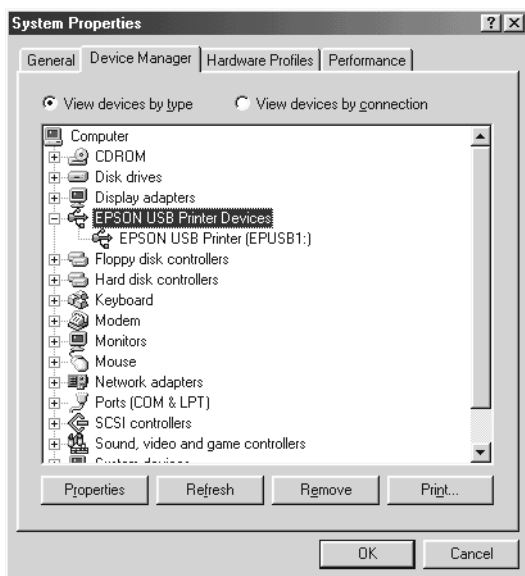 System Properties
? X
General Device Manager Hardware Profiles Performance
View devices by type View devices by connection
Computer
CDROM
Disk drives
Display adapters
EPSON USB Printer Devices
EPSON USB Printer (EPUSB1:)
Floppy disk controllers
Hard disk controllers
Keyboard
Modem
Monitors
Mouse
Network adapters
Ports (COM & LPT)
SCSI controllers
Sound, video and game controllers
Properties Refresh Remove Print...
OK Cancel